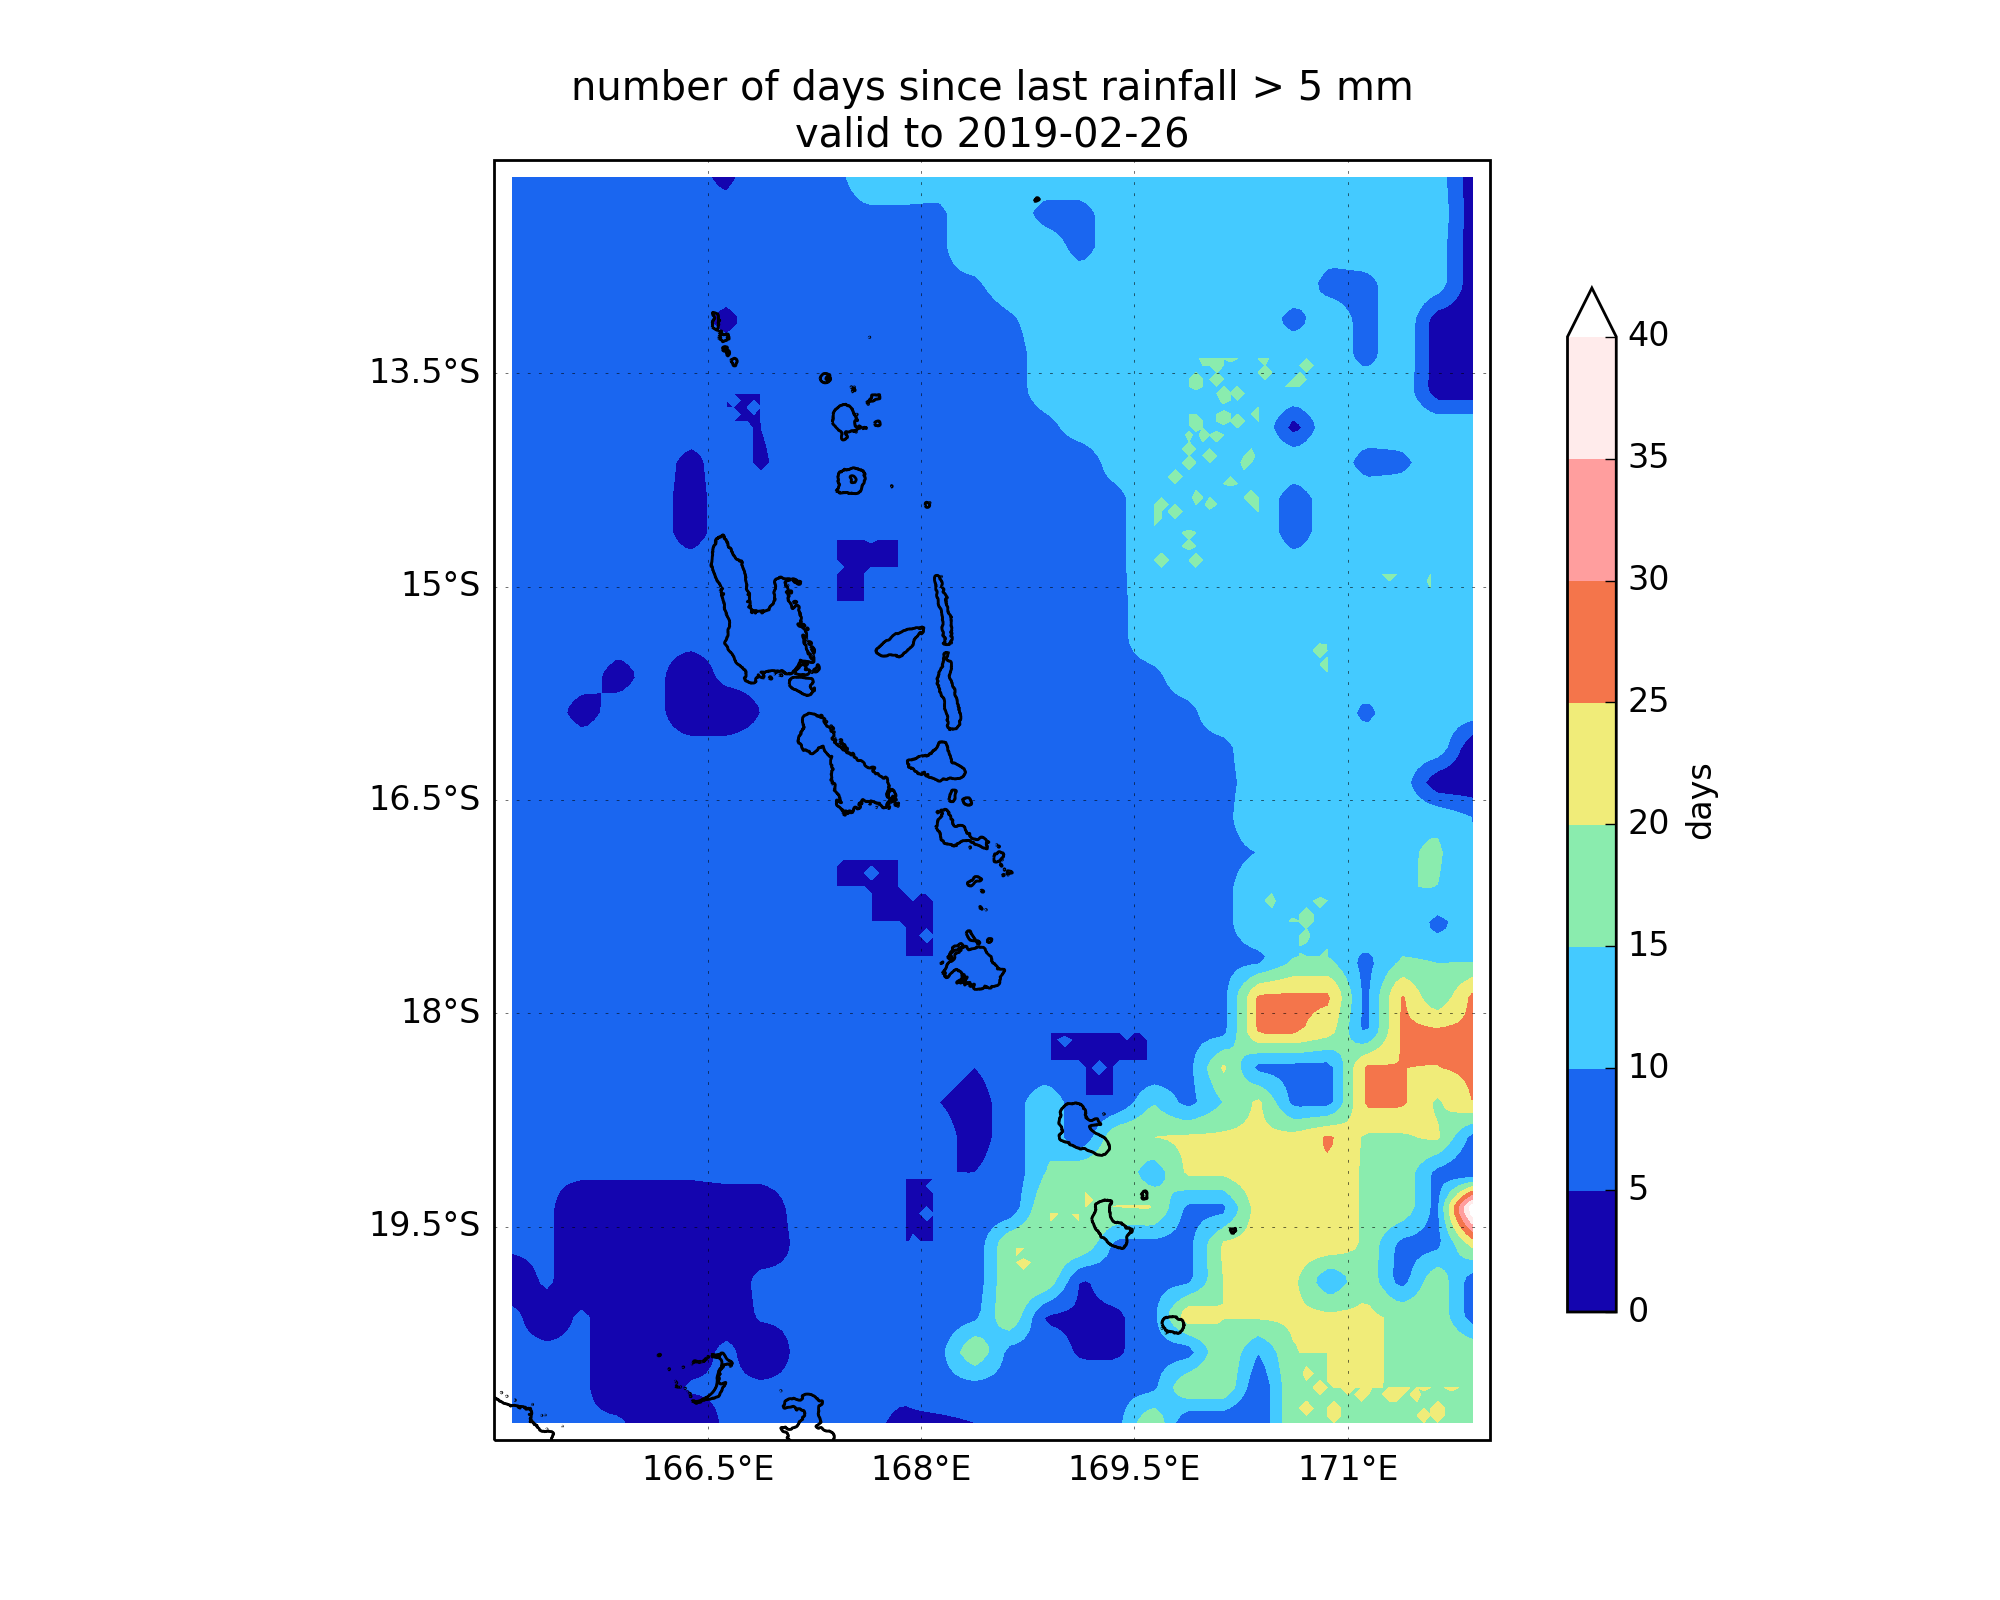 number of days since last rainfall > 5 mm
valid to 2019-02-26
13.5°S
15°S
16.5°S
18°S
19.5°S
166.5°E
168°E
169.5°E
171°E
40
35
30
25
20
15
10
5
0
days